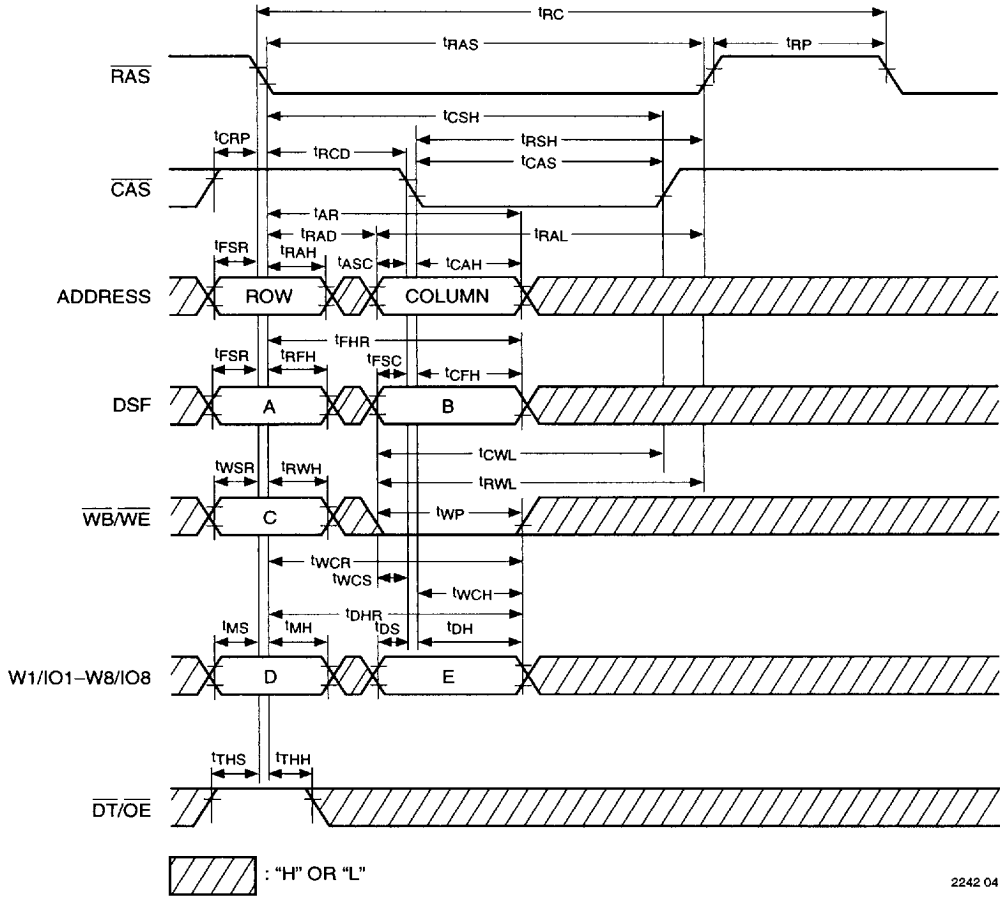 tRC
tRAS
tRP
RAS
tCSH
tCRP
tRCD
tRSH
tCAS
CAS
tAR
tRAD
tRAL
tFSR
tRAH
tASC
tCAH
ADDRESS
ROW
COLUMN
tFHR
tFSR
tRFH
tFSC
tCFH
DSF
A
B
tCWL
tWSR
tRWH
tRWL
tWP
WB/WE
C
tWCR
tWCS
tWCH
tDHR
tMS
tMH
tDS
tDH
W1/IO1–W8/IO8
D
E
tTHS
tTHH
DT/OE
: "H" OR "L"
2242 04